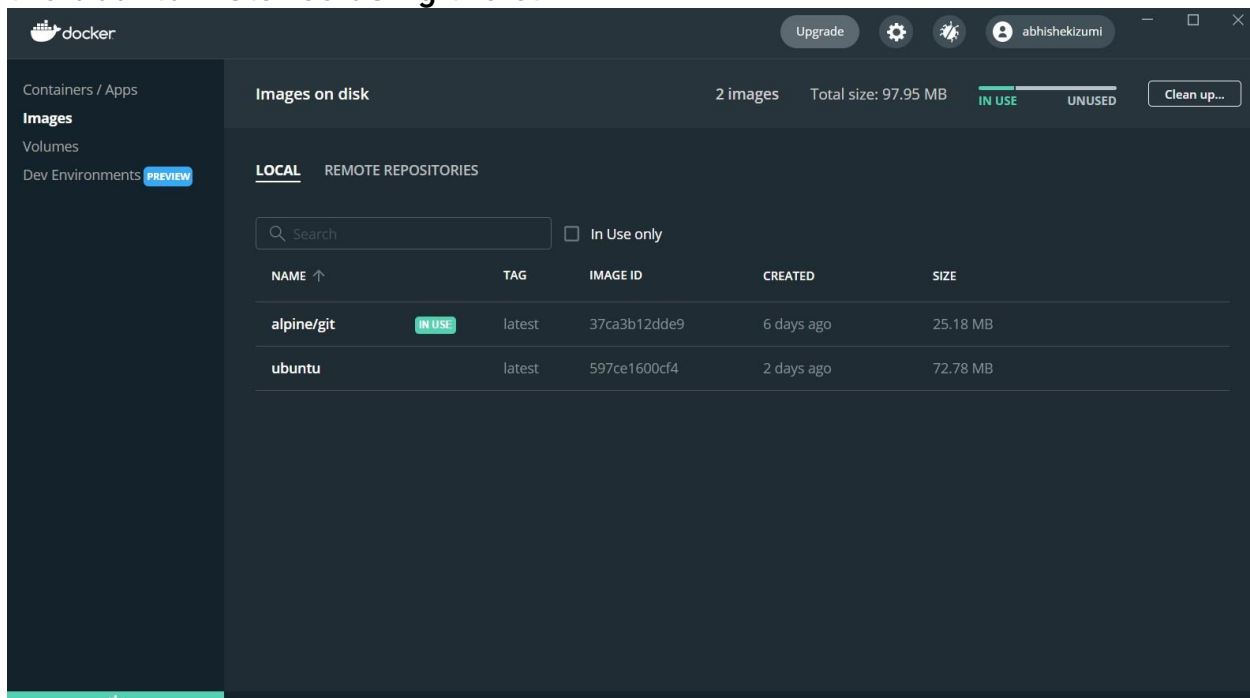 docker
Upgrade
abhishekizumi
Containers / Apps
Images
Volumes
Dev Environments PREVIEW
Images on disk
2 images Total size: 97.95 MB IN USE UNUSED Clean up...
LOCAL REMOTE REPOSITORIES
Search In Use only
NAME TAG IMAGE ID CREATED SIZE
alpine/git IN USE latest 37ca3b12dde9 6 days ago 25.18 MB
ubuntu latest 597ce1600cf4 2 days ago 72.78 MB